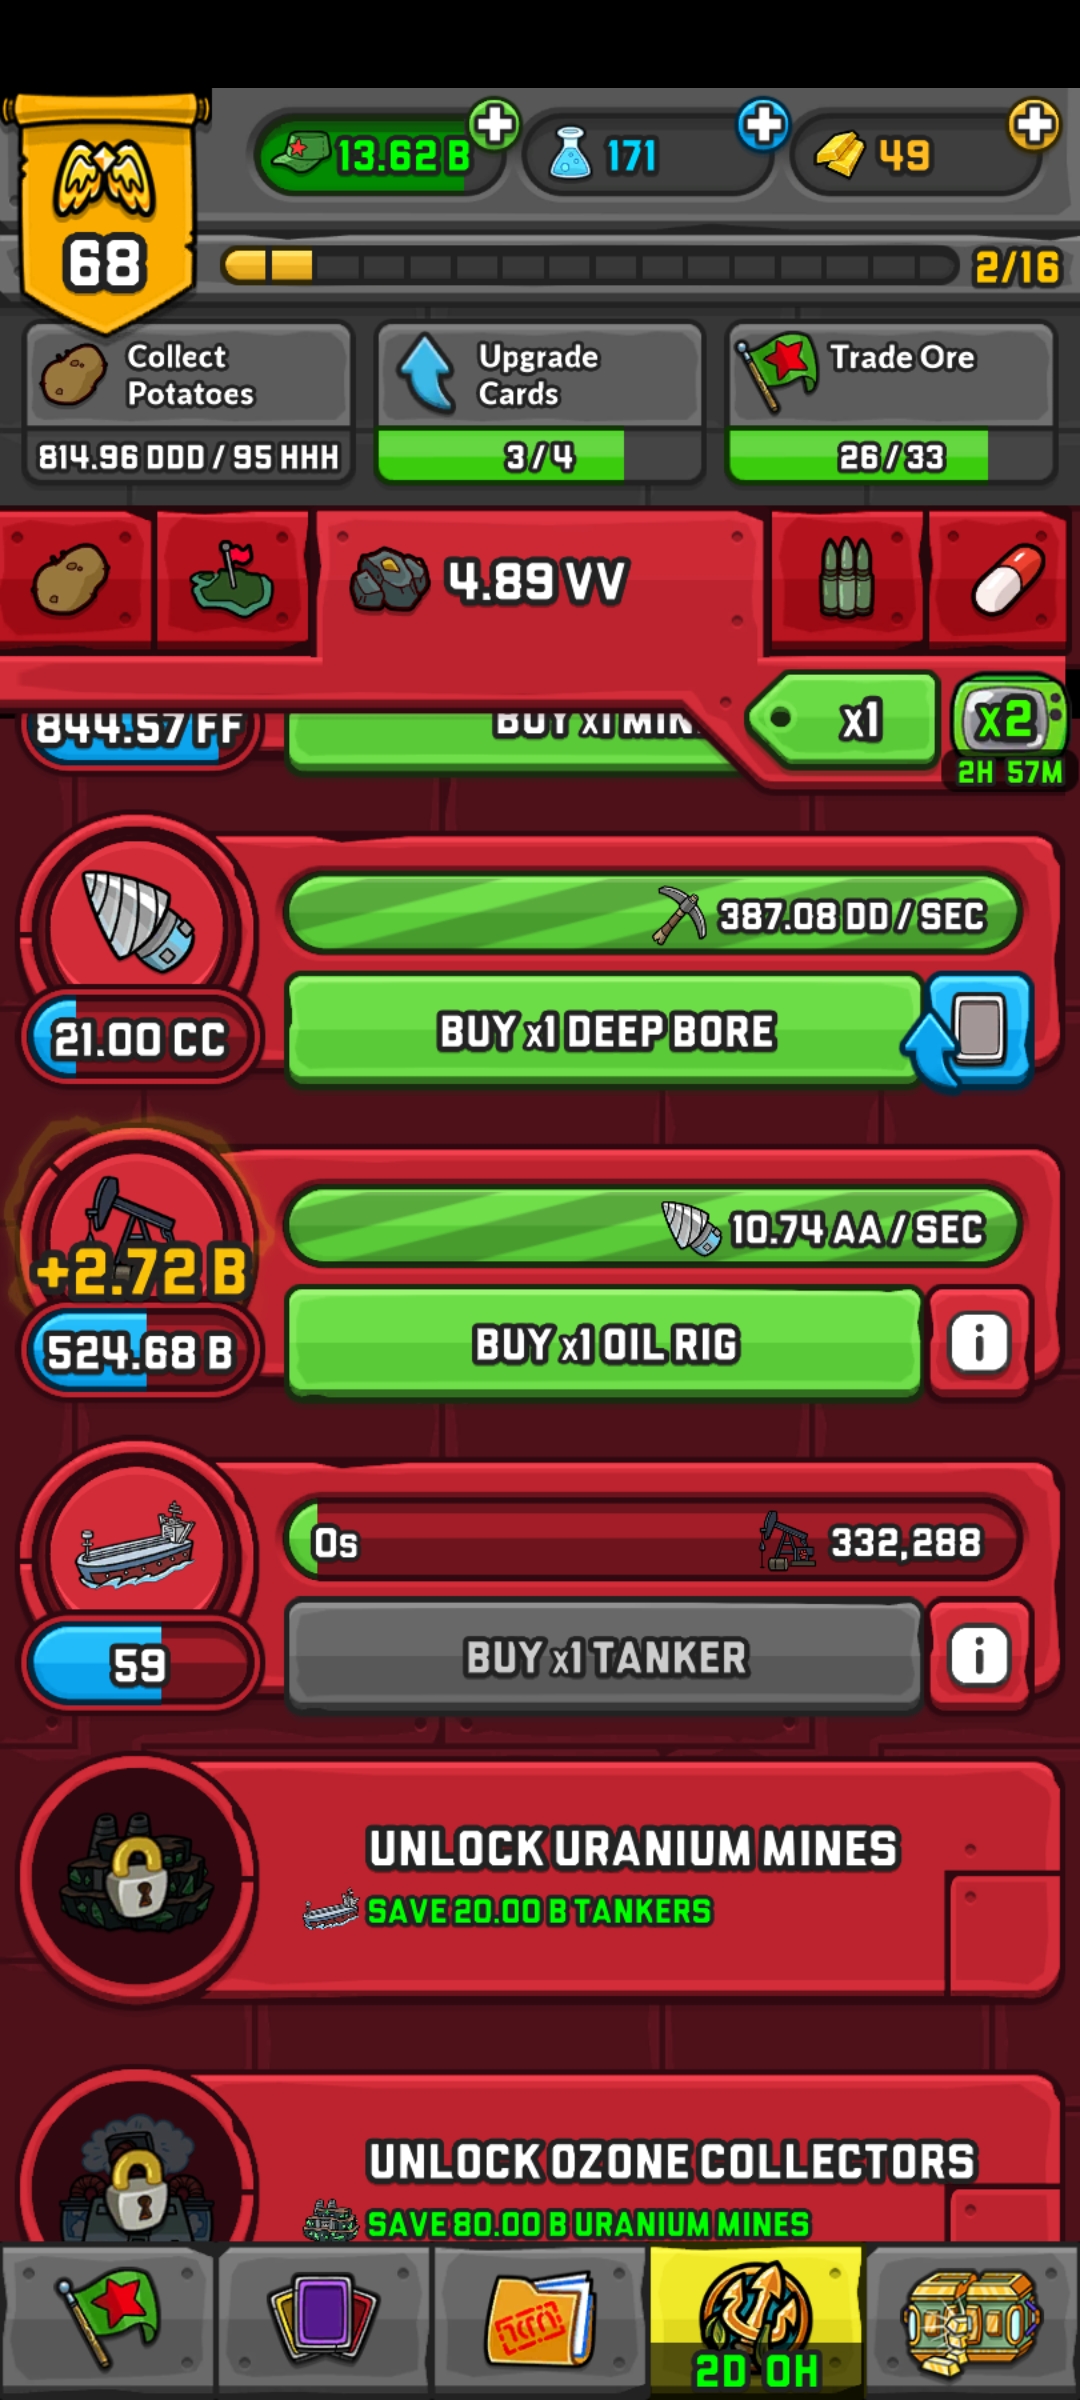 13.62 B
171
49
68
2/16
Collect
Potatoes
814.96 DDD / 95 HHH
Upgrade
Cards
3/4
Trade Ore
26/33
4.89 VV
x1
x2
2H 57M
844.57 FF
BUY x1 MIN
387.08 DD / SEC
21.00 CC
BUY x1 DEEP BORE
10.74 AA / SEC
+2.72 B
524.68 B
BUY x1 OIL RIG
i
0s
332,288
59
BUY x1 TANKER
i
UNLOCK URANIUM MINES
SAVE 20.00 B TANKERS
UNLOCK OZONE COLLECTORS
SAVE 80.00 B URANIUM MINES
2D 0H